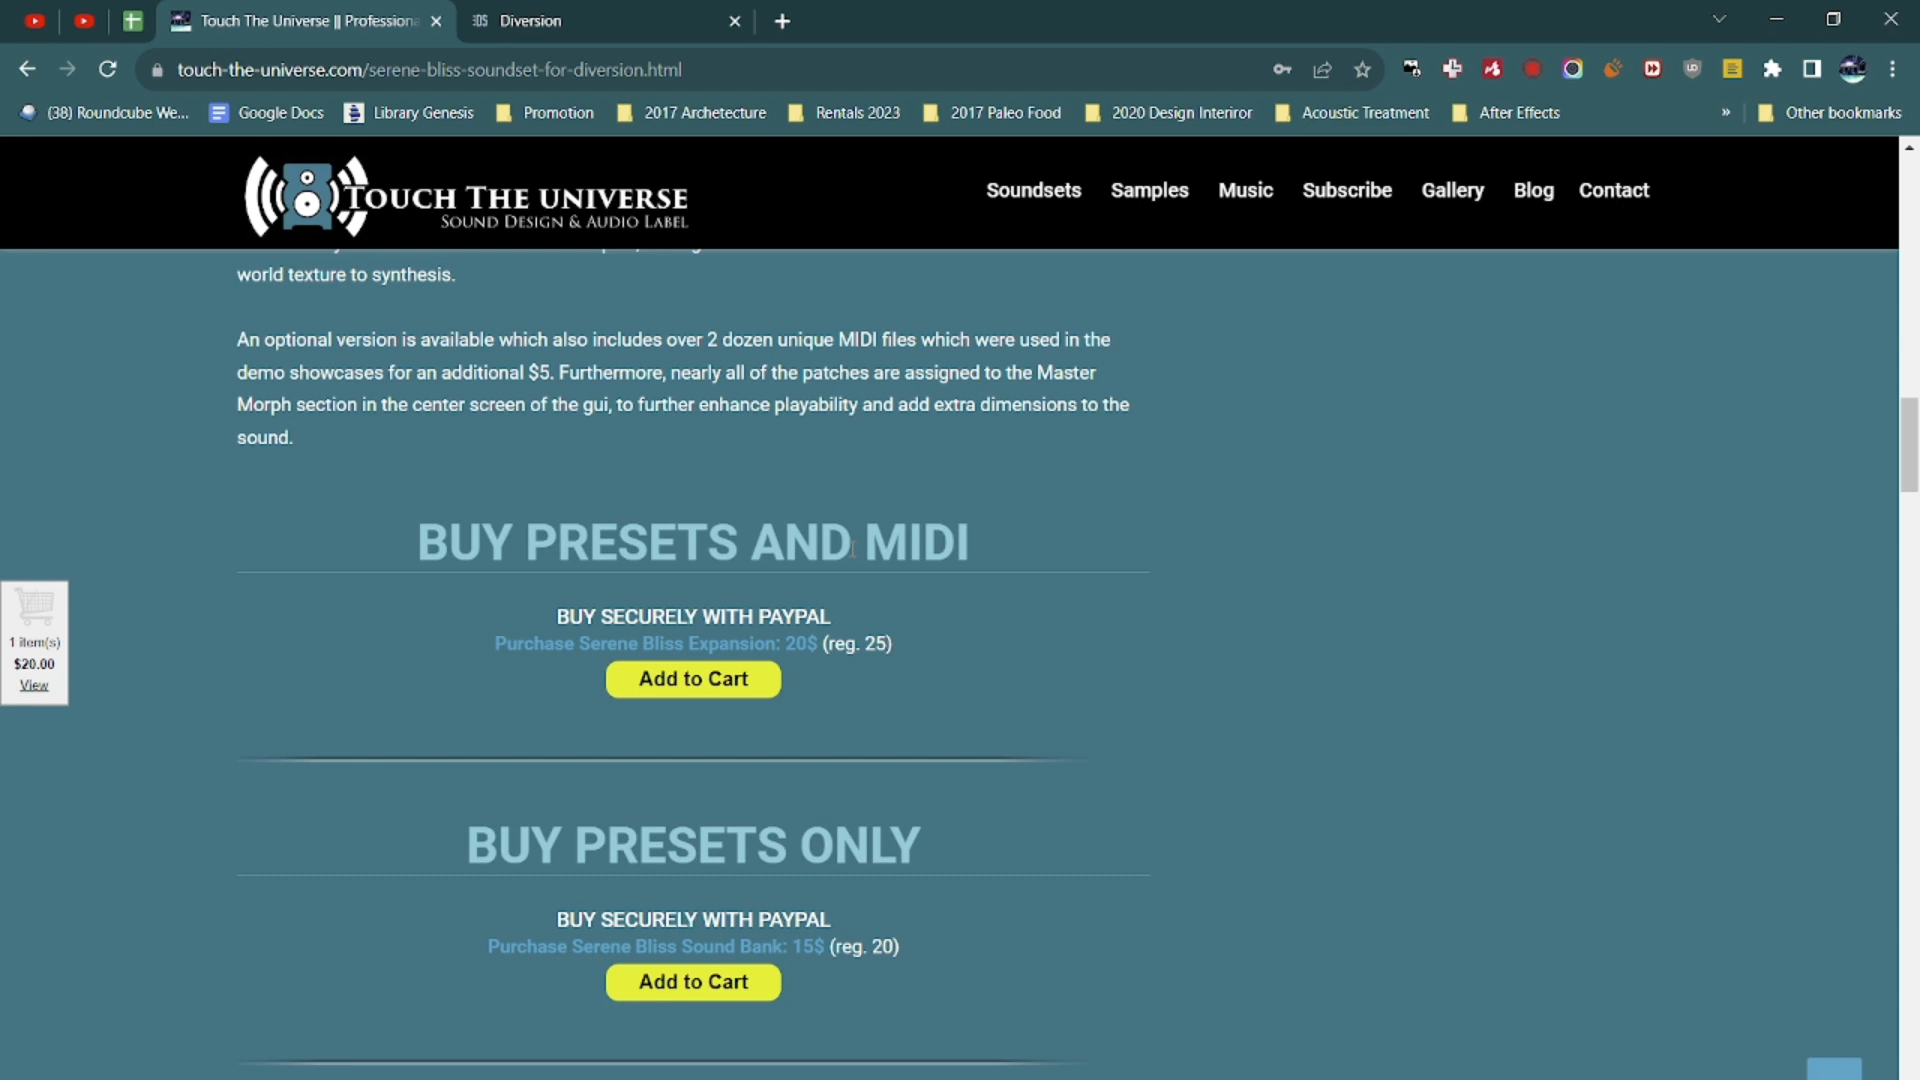 Touch The Universe || Professiona
Diversion
touch-the-universe.com/serene-bliss-soundset-for-diversion.html
(38) Roundcube We...
Google Docs
Library Genesis
Promotion
2017 Archetecture
Rentals 2023
2017 Paleo Food
2020 Design Interiror
Acoustic Treatment
After Effects
»
Other bookmarks
TOUCH THE UNIVERSE
SOUND DESIGN & AUDIO LABEL
Soundsets
Samples
Music
Subscribe
Gallery
Blog
Contact
world texture to synthesis.
An optional version is available which also includes over 2 dozen unique MIDI files which were used in the
demo showcases for an additional $5. Furthermore, nearly all of the patches are assigned to the Master
Morph section in the center screen of the gui, to further enhance playability and add extra dimensions to the
sound.
BUY PRESETS AND MIDI
BUY SECURELY WITH PAYPAL
Purchase Serene Bliss Expansion: 20$ (reg. 25)
Add to Cart
1 item(s)
$20.00
View
BUY PRESETS ONLY
BUY SECURELY WITH PAYPAL
Purchase Serene Bliss Sound Bank: 15$ (reg. 20)
Add to Cart